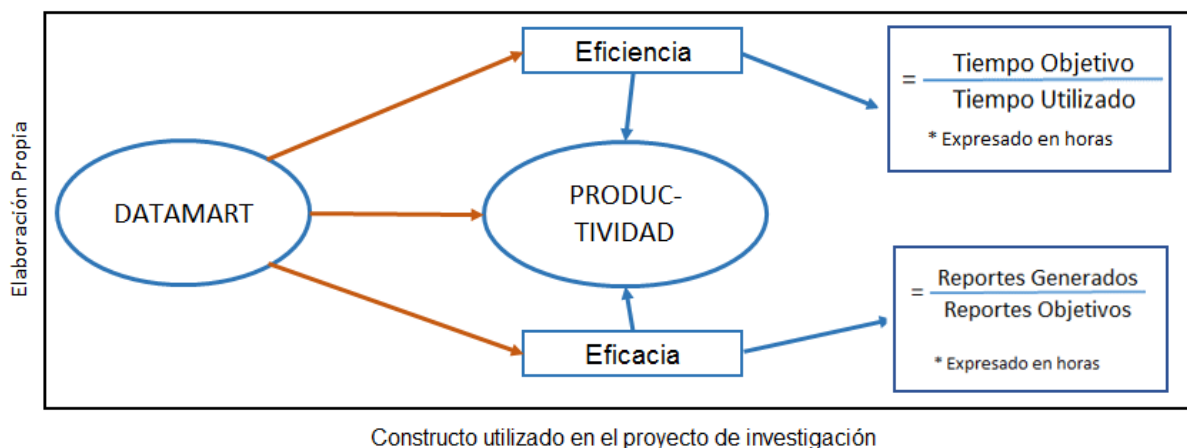 Elaboración Propia
DATAMART
Eficiencia
PRODUC-
TIVIDAD
Eficacia
= Tiempo Objetivo
Tiempo Utilizado
* Expresado en horas
= Reportes Generados
Reportes Objetivos
* Expresado en horas
Constructo utilizado en el proyecto de investigación